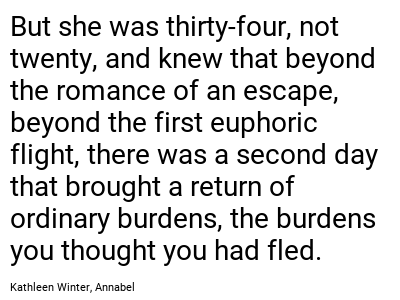 But she was thirty-four, not
twenty, and knew that beyond
the romance of an escape,
beyond the first euphoric
flight, there was a second day
that brought a return of
ordinary burdens, the burdens
you thought you had fled.
Kathleen Winter, Annabel